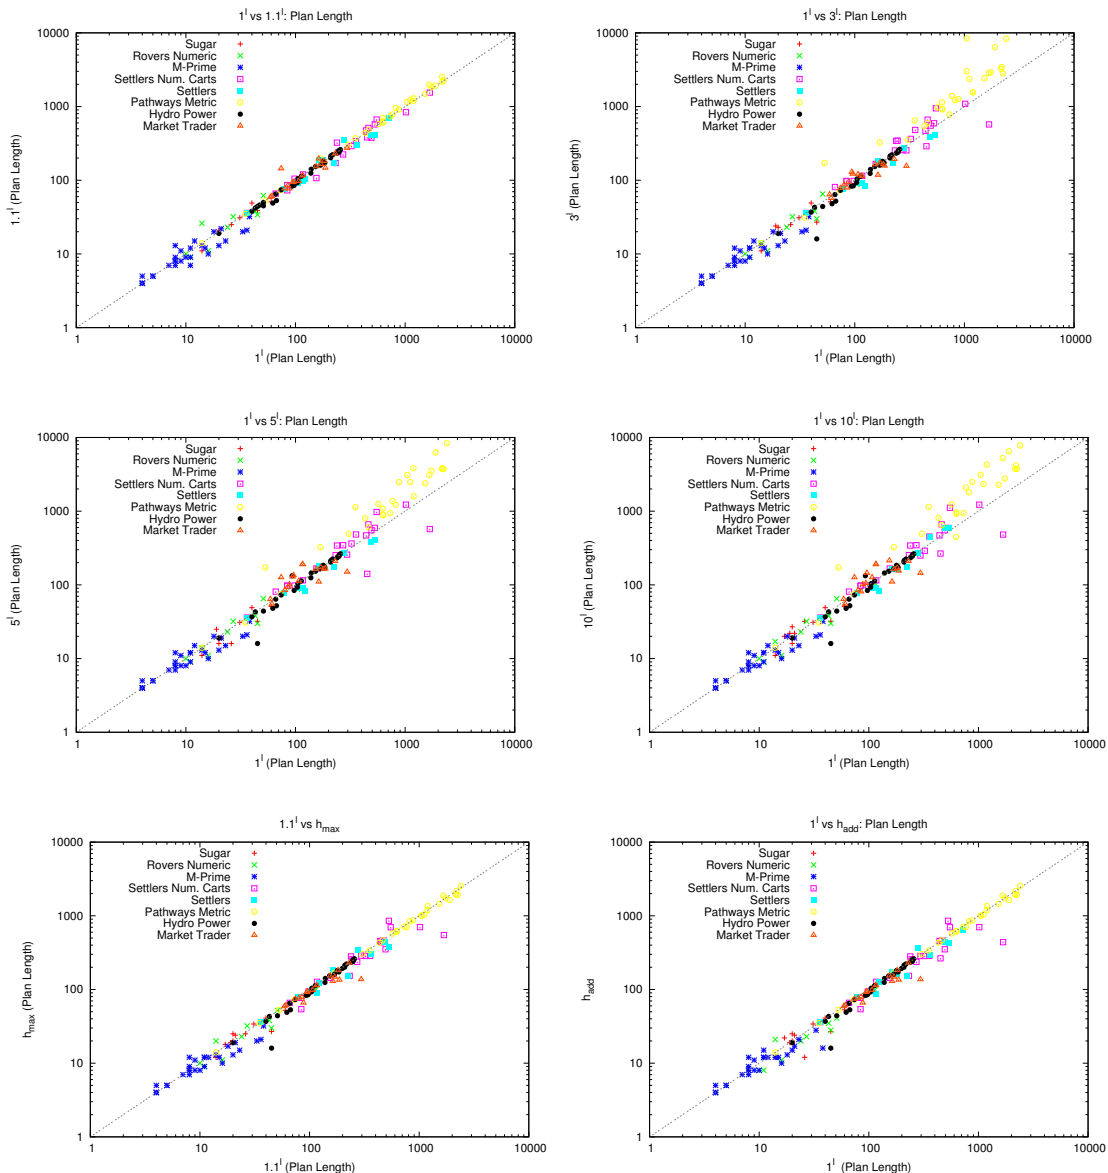 1^l vs 1.1^l: Plan Length
10000
1000
100
10
1
1.1^l (Plan Length)
Sugar
Rovers Numeric
M-Prime
Settlers Num. Carts
Settlers
Pathways Metric
Hydro Power
Market Trader
1 10 100 1000 10000
1^l (Plan Length)
1^l vs 3^l: Plan Length
10000
1000
100
10
1
3^l (Plan Length)
Sugar
Rovers Numeric
M-Prime
Settlers Num. Carts
Settlers
Pathways Metric
Hydro Power
Market Trader
1 10 100 1000 10000
1^l (Plan Length)
1^l vs 5^l: Plan Length
10000
1000
100
10
1
5^l (Plan Length)
Sugar
Rovers Numeric
M-Prime
Settlers Num. Carts
Settlers
Pathways Metric
Hydro Power
Market Trader
1 10 100 1000 10000
1^l (Plan Length)
1^l vs 10^l: Plan Length
10000
1000
100
10
1
10^l (Plan Length)
Sugar
Rovers Numeric
M-Prime
Settlers Num. Carts
Settlers
Pathways Metric
Hydro Power
Market Trader
1 10 100 1000 10000
1^l (Plan Length)
1.1^l vs h_max
10000
1000
100
10
1
h_max (Plan Length)
Sugar
Rovers Numeric
M-Prime
Settlers Num. Carts
Settlers
Pathways Metric
Hydro Power
Market Trader
1 10 100 1000 10000
1.1^l (Plan Length)
1^l vs h_add: Plan Length
10000
1000
100
10
1
h_add
Sugar
Rovers Numeric
M-Prime
Settlers Num. Carts
Settlers
Pathways Metric
Hydro Power
Market Trader
1 10 100 1000 10000
1^l (Plan Length)